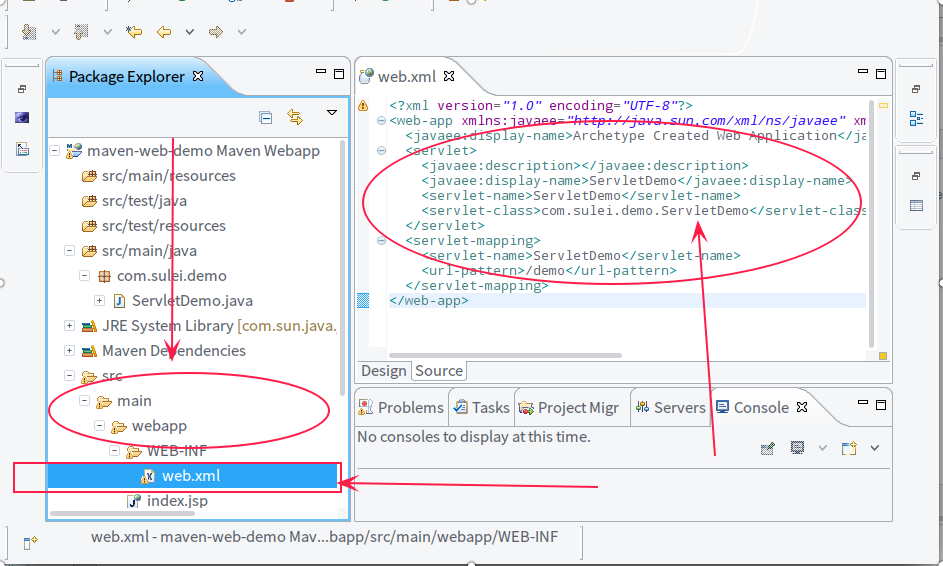 Package Explorer
maven-web-demo Maven Webapp
src/main/resources
src/test/java
src/test/resources
src/main/java
com.sulei.demo
ServletDemo.java
JRE System Library [com.sun.java.
Maven Dependencies
src
main
webapp
WEB-INF
web.xml
index.jsp
web.xml
<?xml version="1.0" encoding="UTF-8"?>
<web-app xmlns:javaee="http://java.sun.com/xml/ns/javaee" xm
<javaee:display-name>Archetype Created Web Application</ja
<servlet>
<javaee:description></javaee:description>
<javaee:display-name>ServletDemo</javaee:display-name>
<servlet-name>ServletDemo</servlet-name>
<servlet-class>com.sulei.demo.ServletDemo</servlet-clas
</servlet>
<servlet-mapping>
<servlet-name>ServletDemo</servlet-name>
<url-pattern>/demo</url-pattern>
</servlet-mapping>
</web-app>
Design Source
Problems Tasks Project Migr Servers Console
No consoles to display at this time.
web.xml - maven-web-demo Mav...bapp/src/main/webapp/WEB-INF